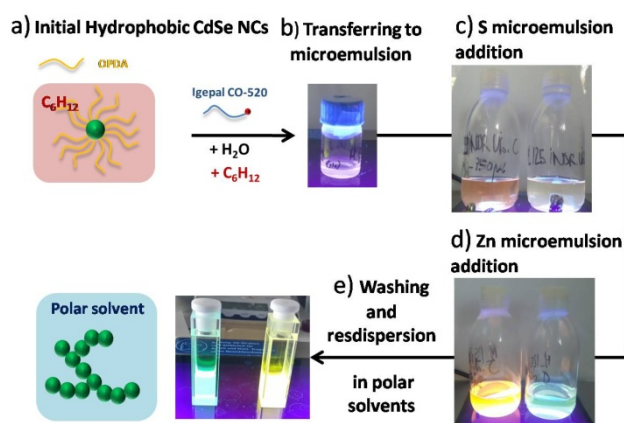 a) Initial Hydrophobic CdSe NCs
OPDA
C₆H₁₂
Igepal CO-520
+ H₂O
+ C₆H₁₂
b) Transferring to
microemulsion
c) S microemulsion
addition
d) Zn microemulsion
addition
e) Washing
and
resdispersion
in polar
solvents
Polar solvent